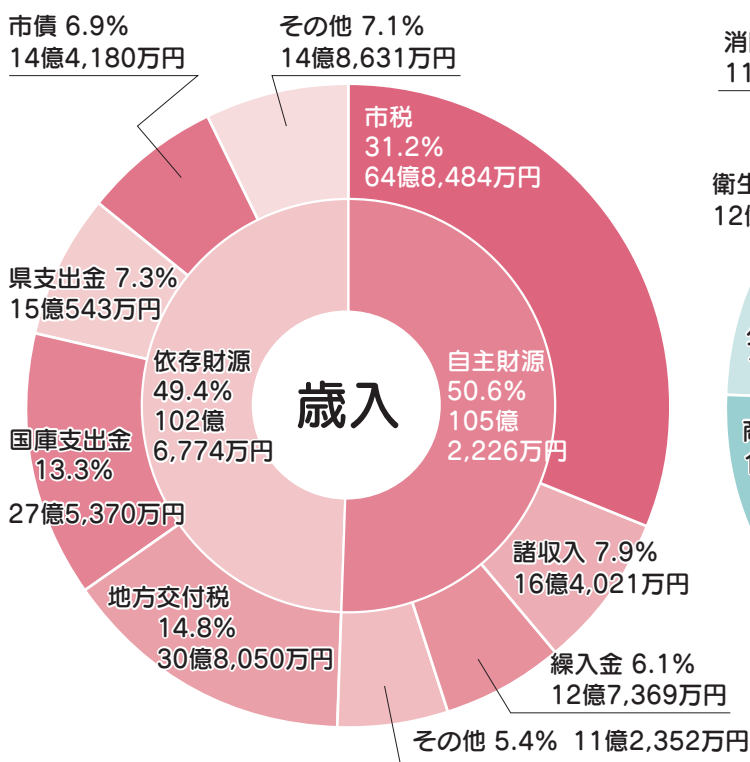 市債 6.9%
14億4,180万円
その他 7.1%
14億8,631万円
市税
31.2%
64億8,484万円
県支出金 7.3%
15億543万円
依存財源
49.4%
102億
6,774万円
歳入
自主財源
50.6%
105億
2,226万円
国庫支出金
13.3%
27億5,370万円
地方交付税
14.8%
30億8,050万円
諸収入 7.9%
16億4,021万円
繰入金 6.1%
12億7,369万円
その他 5.4% 11億2,352万円
消
11
衛生
12億